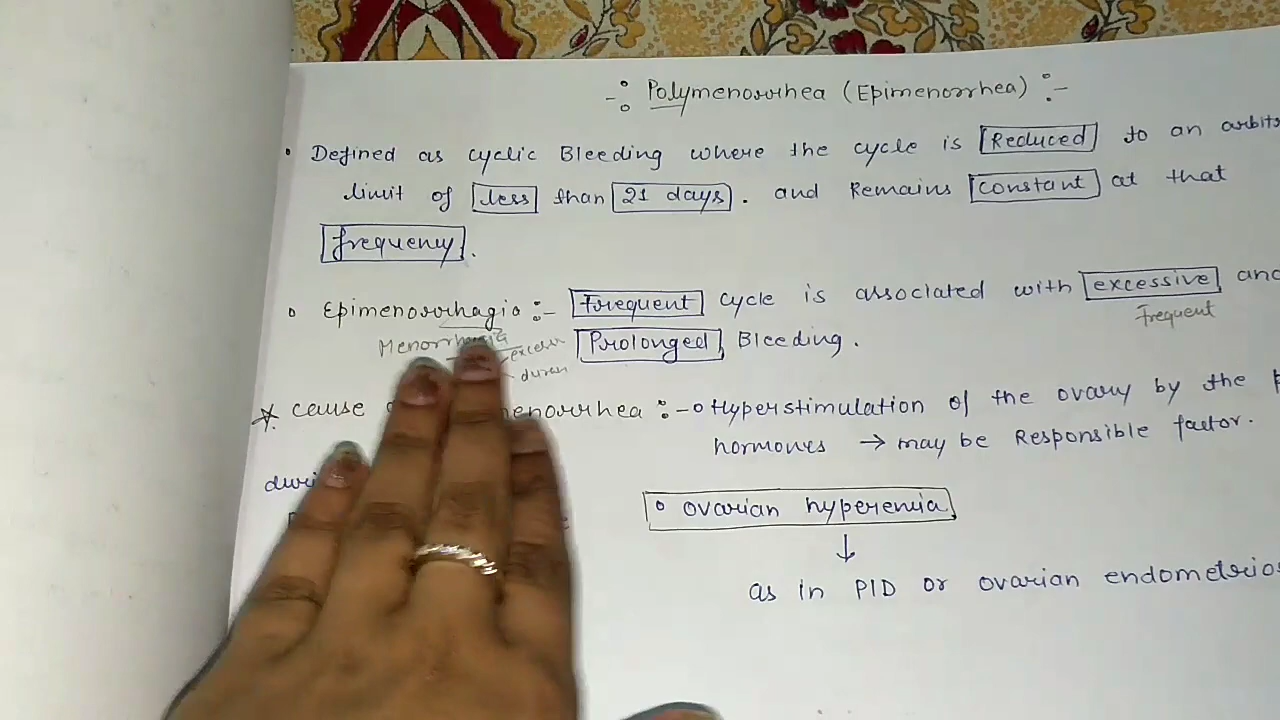 -: Polymenorrhea (Epimenorrhea) :-
• Defined as cyclic Bleeding where the cycle is Reduced to an
limit of less than 21 days. and Remains constant at that
frequency.
• Epimenorrhagia :- Frequent cycle is associated with excessive and
Frequent
Menorrhagia Prolonged Bleeding.
excess
cause :- • Hyperstimulation of the ovary by the
hormones → may be Responsible factor.
• ovarian hyperemia
↓
as in PID or ovarian